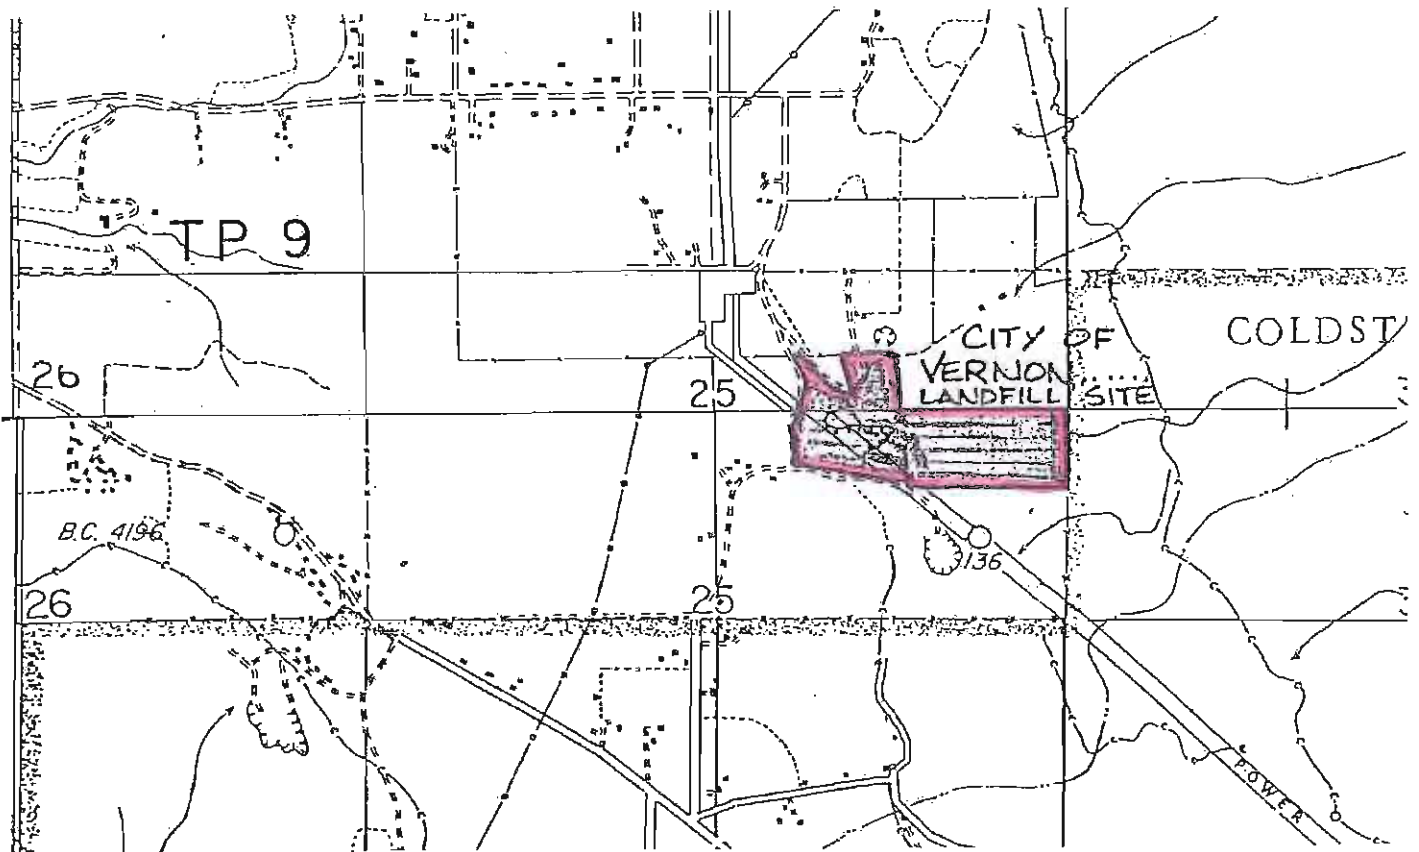 TP 9
CITY OF
VERNON
LANDFILL SITE
COLDST
26
25
B.C. 4196
136
26
25
POWER